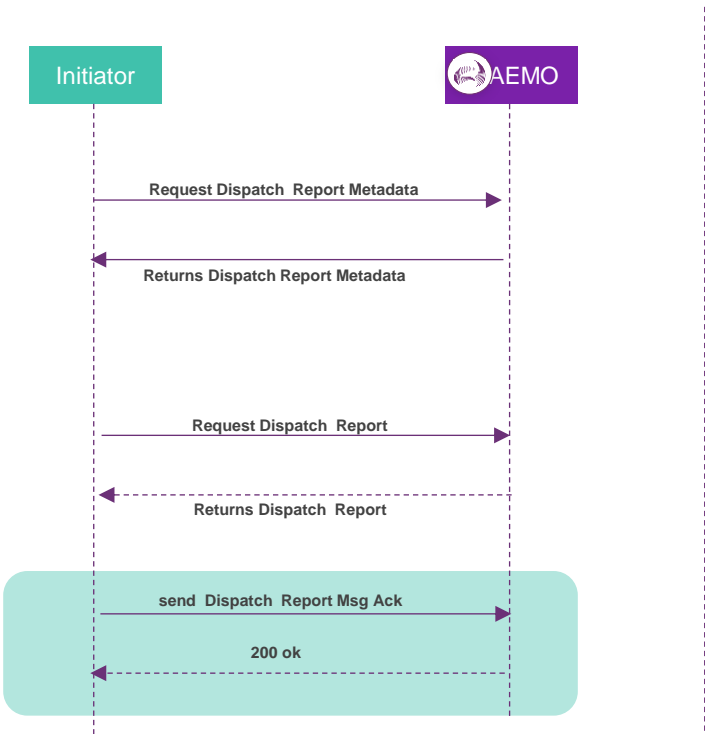 Initiator
AEMO
Request Dispatch Report Metadata
Returns Dispatch Report Metadata
Request Dispatch Report
Returns Dispatch Report
send Dispatch Report Msg Ack
200 ok